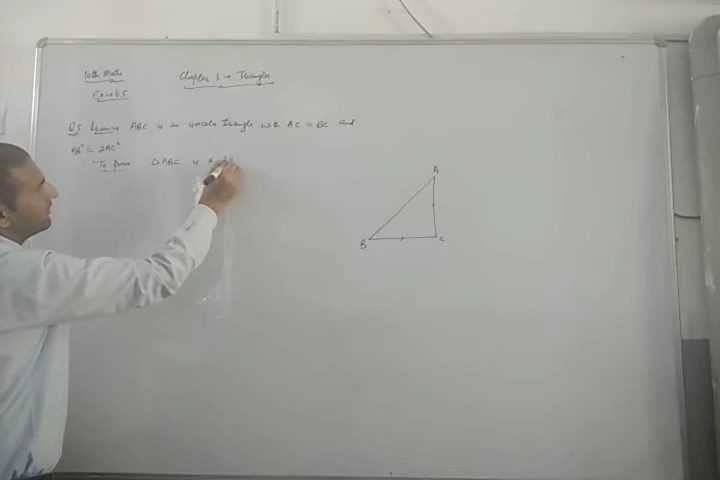 10th Maths
Chapter 6 → Triangles
Ex:- 6.5
Q5 ABC is an isosceles Triangle with AC = BC and
AB² = 2AC²
To prove ΔABC is a
A
B
C